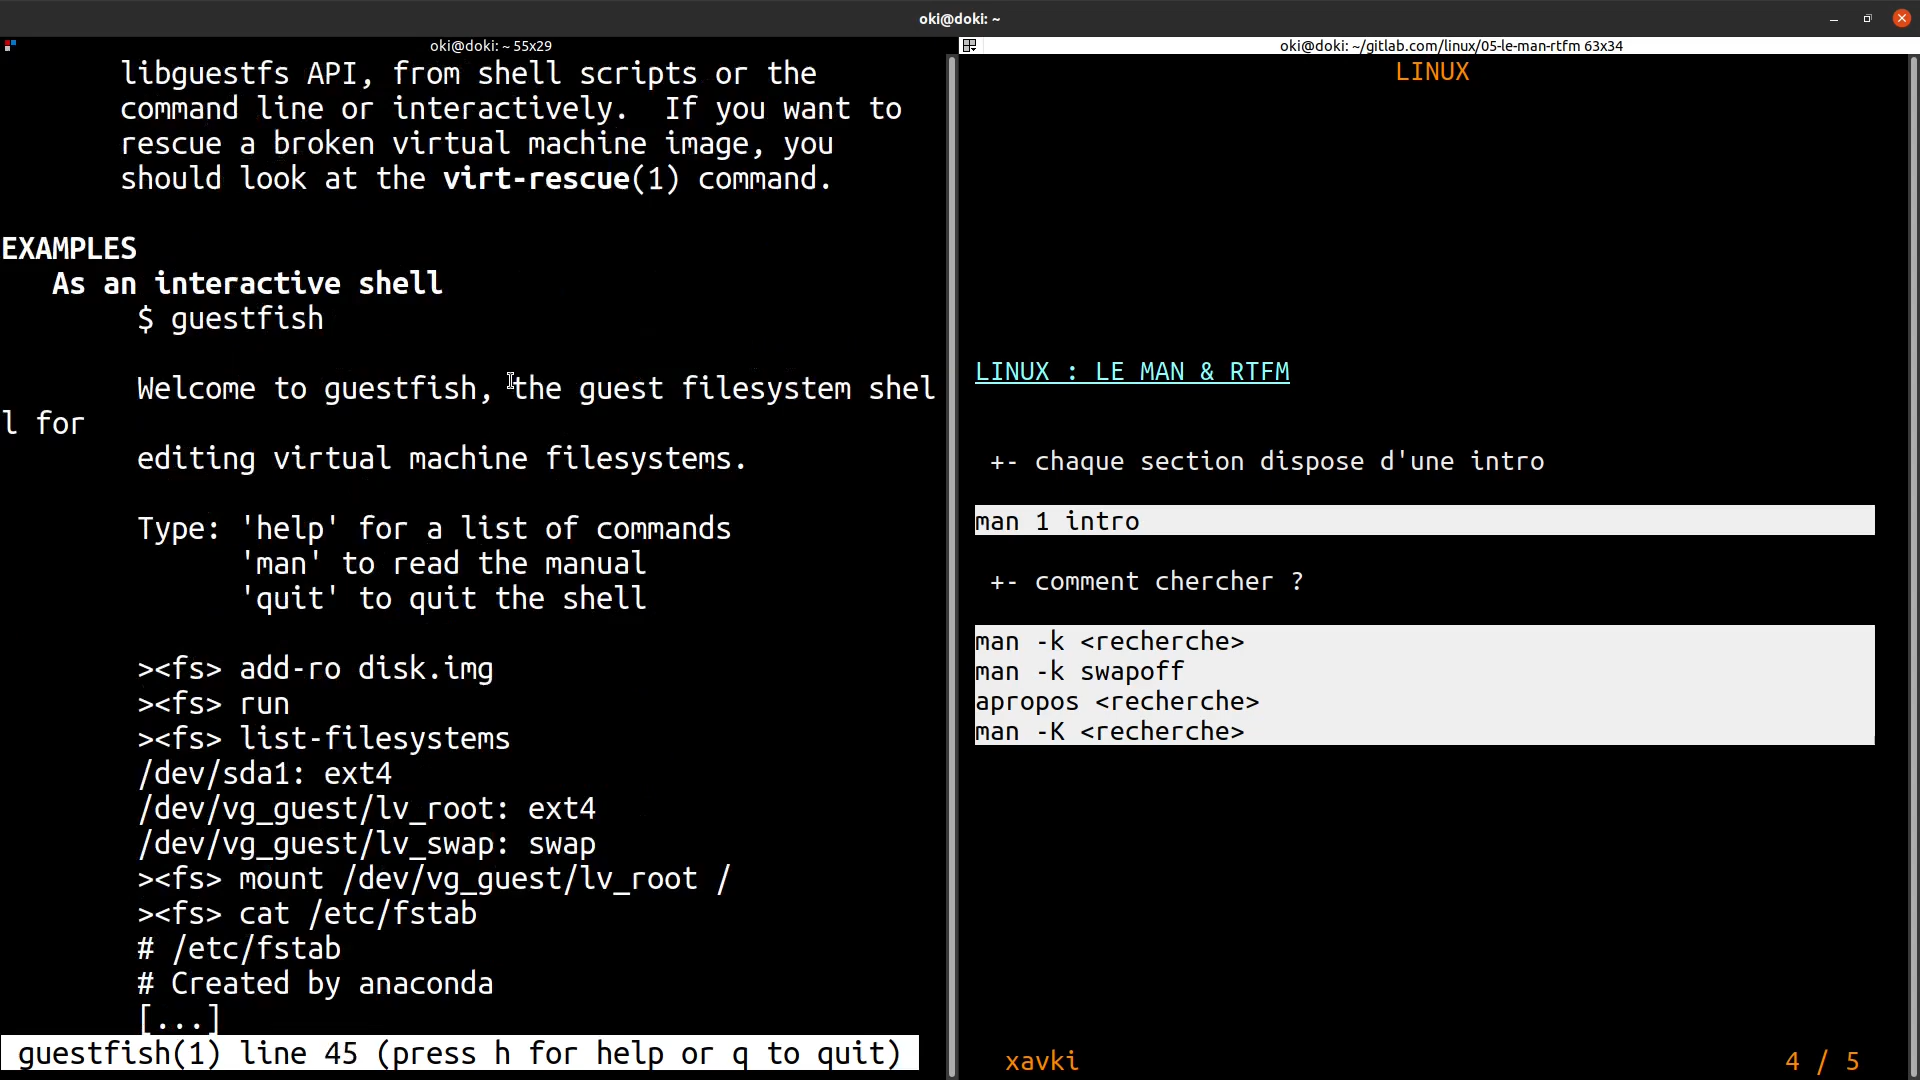 oki@doki: ~
oki@doki: ~ 55x29
libguestfs API, from shell scripts or the
command line or interactively.  If you want to
rescue a broken virtual machine image, you
should look at the virt-rescue(1) command.
EXAMPLES
As an interactive shell
$ guestfish
Welcome to guestfish, the guest filesystem shel
l for
editing virtual machine filesystems.
Type: 'help' for a list of commands
'man' to read the manual
'quit' to quit the shell
><fs> add-ro disk.img
><fs> run
><fs> list-filesystems
/dev/sda1: ext4
/dev/vg_guest/lv_root: ext4
/dev/vg_guest/lv_swap: swap
><fs> mount /dev/vg_guest/lv_root /
><fs> cat /etc/fstab
# /etc/fstab
# Created by anaconda
[...]
guestfish(1) line 45 (press h for help or q to quit)
oki@doki: ~/gitlab.com/linux/05-le-man-rtfm 63x34
LINUX
LINUX : LE MAN & RTFM
+- chaque section dispose d'une intro
man 1 intro
+- comment chercher ?
man -k <recherche>
man -k swapoff
apropos <recherche>
man -K <recherche>
xavki
4 / 5